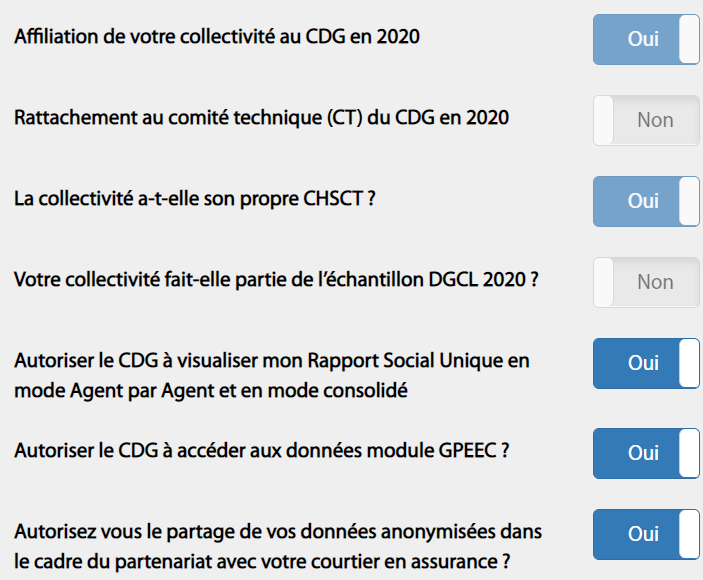 Affiliation de votre collectivité au CDG en 2020 Oui
Rattachement au comité technique (CT) du CDG en 2020 Non
La collectivité a-t-elle son propre CHSCT ? Oui
Votre collectivité fait-elle partie de l'échantillon DGCL 2020 ? Non
Autoriser le CDG à visualiser mon Rapport Social Unique en
mode Agent par Agent et en mode consolidé Oui
Autoriser le CDG à accéder aux données module GPEEC ? Oui
Autorisez vous le partage de vos données anonymisées dans
le cadre du partenariat avec votre courtier en assurance ? Oui